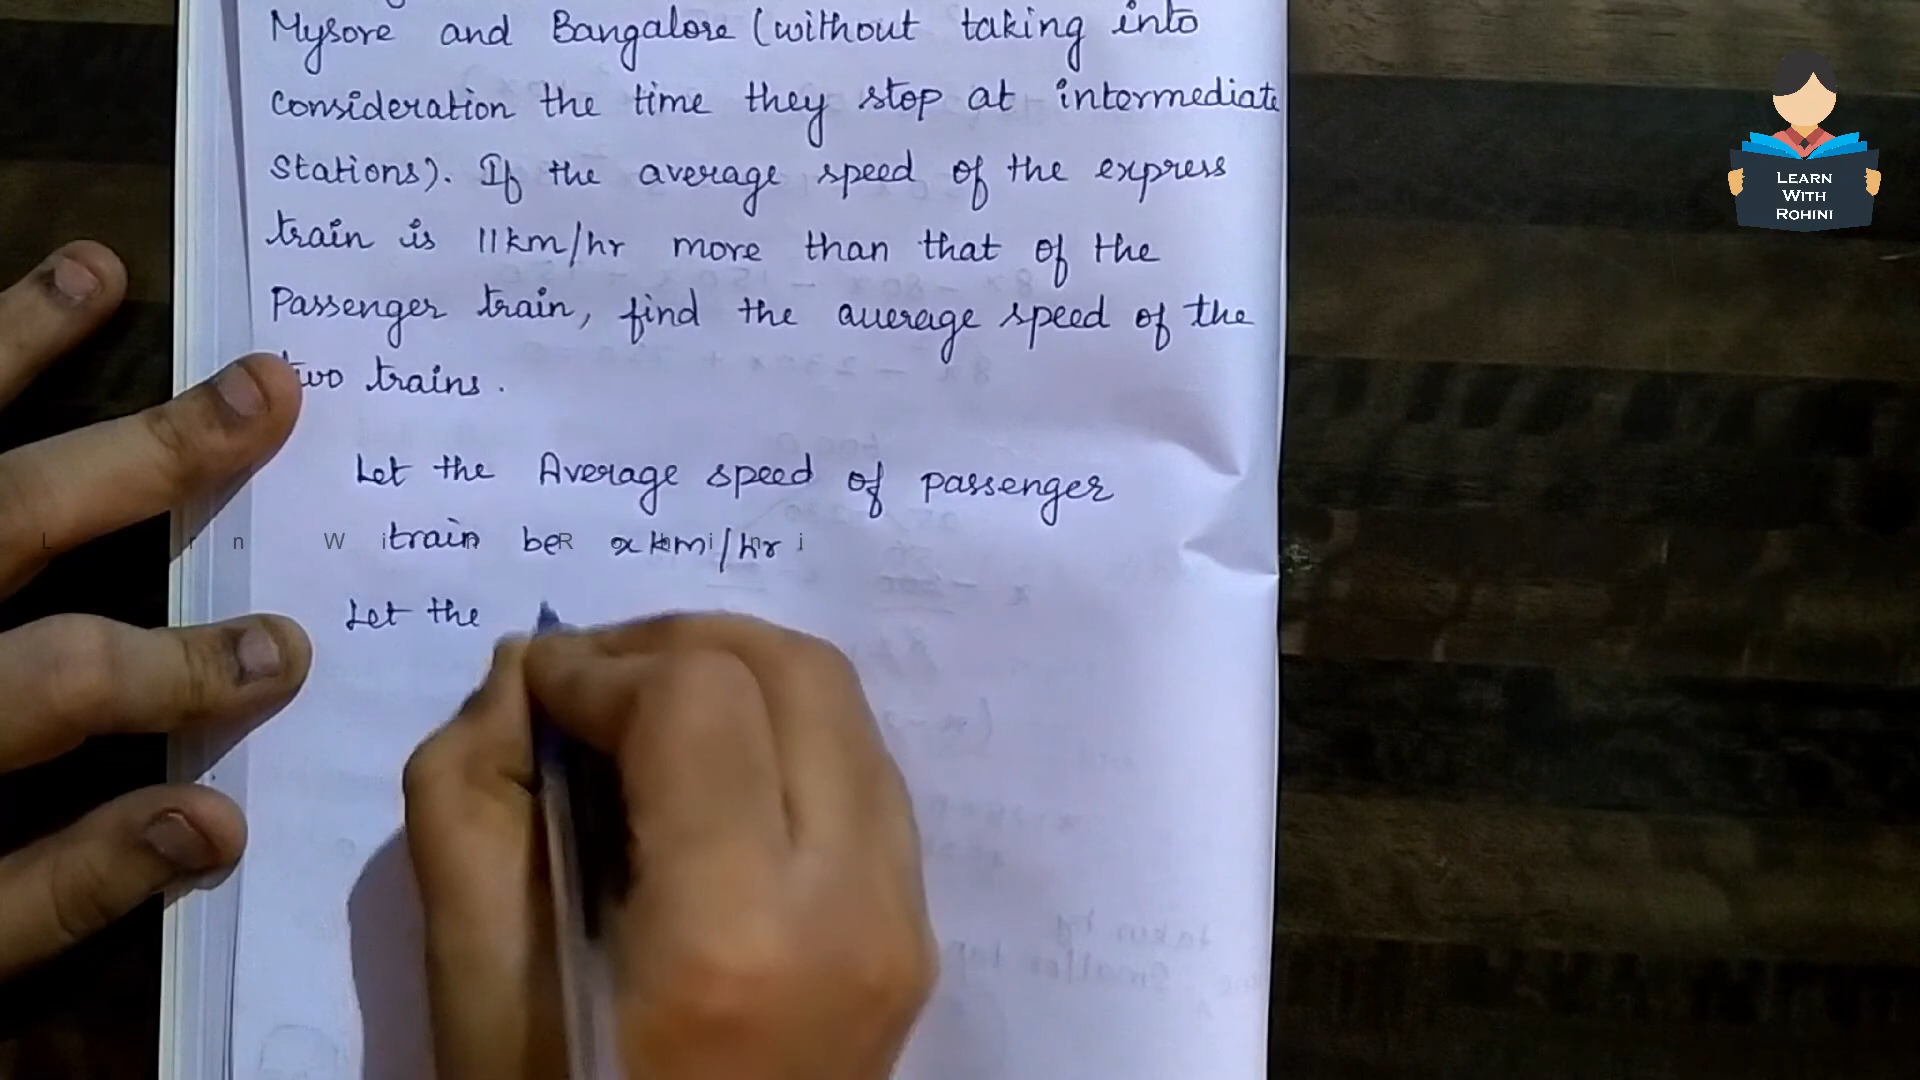 Mysore and Bangalore (without taking into
consideration the time they stop at intermediate
stations). If the average speed of the express
train is 11km/hr more than that of the
Passenger train, find the average speed of the
two trains.
Let the Average speed of passenger
train be x km/hr
Let the
LEARN
WITH
ROHINI